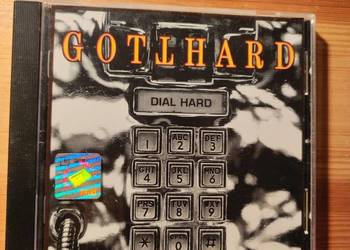 GOTTHARD
DIAL HARD
1 ABC 2 DEF 3
GHI 4 JKL 5 MNO 6
PRS 7 TUV 8 WXY 9
* 0 #